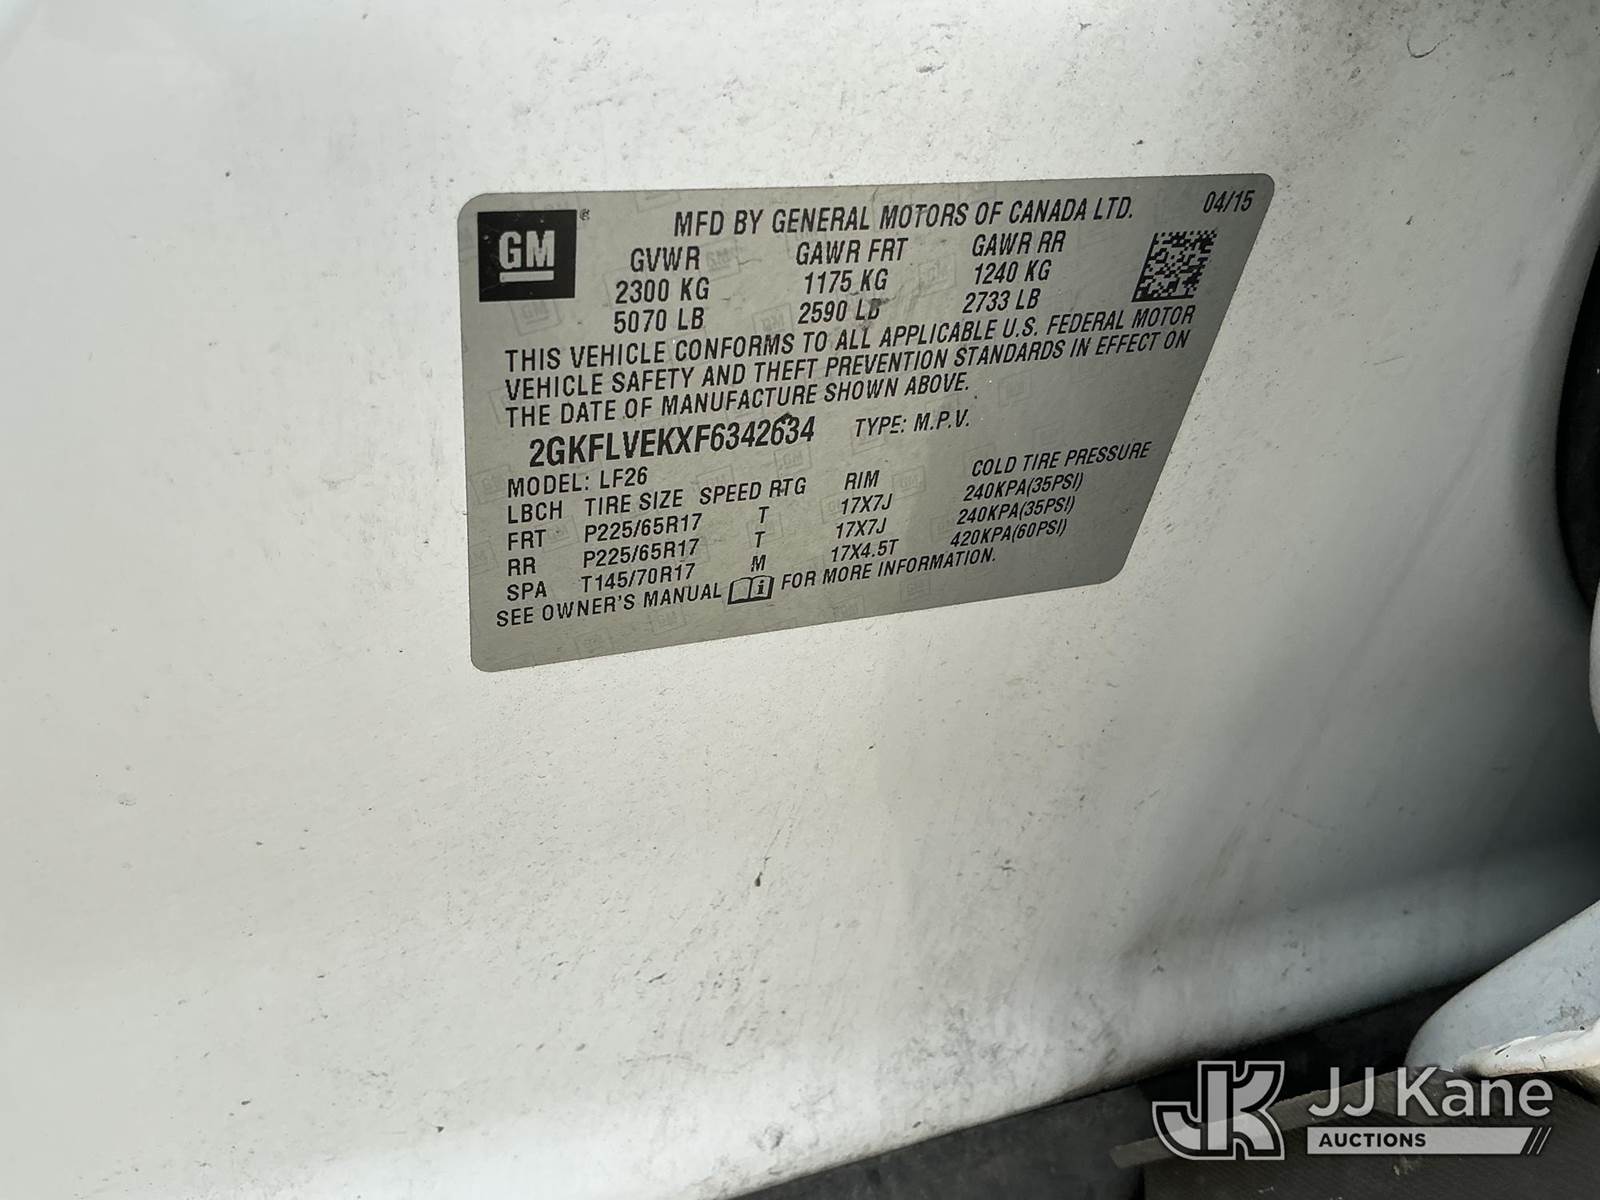 GM ®
MFD BY GENERAL MOTORS OF CANADA LTD. 04/15
GVWR GAWR FRT GAWR RR
2300 KG 1175 KG 1240 KG
5070 LB 2590 LB 2733 LB
THIS VEHICLE CONFORMS TO ALL APPLICABLE U.S. FEDERAL MOTOR
VEHICLE SAFETY AND THEFT PREVENTION STANDARDS IN EFFECT ON
THE DATE OF MANUFACTURE SHOWN ABOVE.
2GKFLVEKXF6342634 TYPE: M.P.V.
MODEL: LF26
LBCH TIRE SIZE SPEED RTG RIM COLD TIRE PRESSURE
FRT P225/65R17 T 17X7J 240KPA(35PSI)
RR P225/65R17 T 17X7J 240KPA(35PSI)
SPA T145/70R17 M 17X4.5T 420KPA(60PSI)
SEE OWNER'S MANUAL FOR MORE INFORMATION.
JK JJ Kane
AUCTIONS